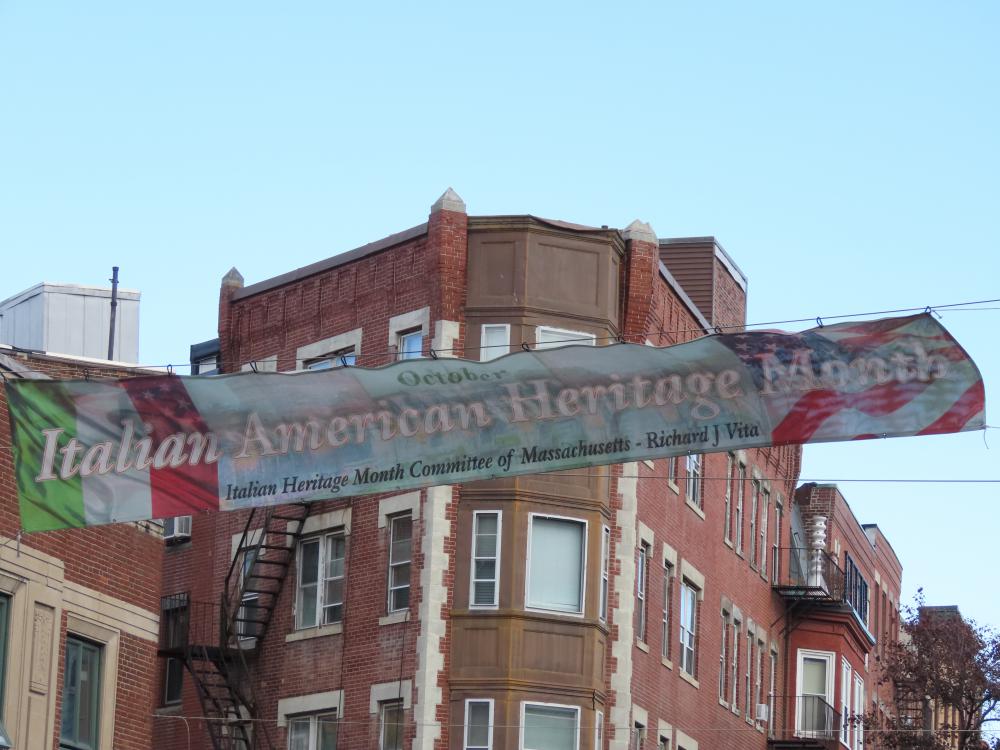 October
Italian American Heritage Month
Italian Heritage Month Committee of Massachusetts - Richard J Vita